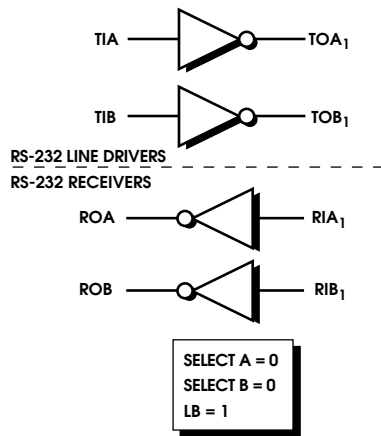 TIA TOA₁
TIB TOB₁
RS-232 LINE DRIVERS
RS-232 RECEIVERS
ROA RIA₁
ROB RIB₁
SELECT A = 0
SELECT B = 0
LB = 1